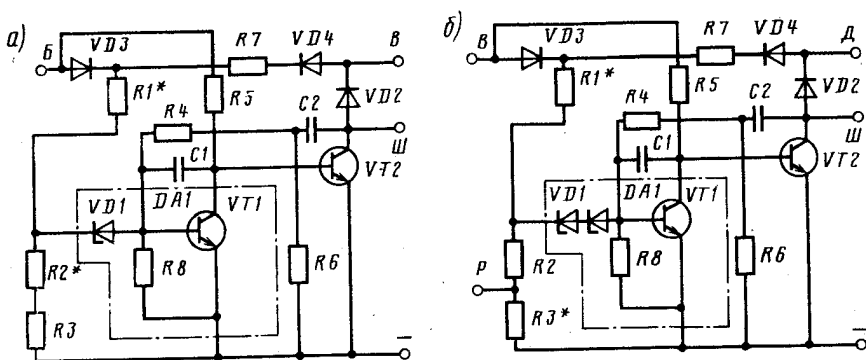 а)
Б
VD3
R7
VD4
В
R1*
R5
VD2
R4
C2
Ш
C1
VT2
VD1
DA1
VT1
R2*
R8
R6
R3
−
б)
В
VD3
R7
VD4
Д
R1*
R5
VD2
R4
C2
Ш
C1
VT2
VD1
DA1
VT1
R2
R8
R6
Р
R3*
−